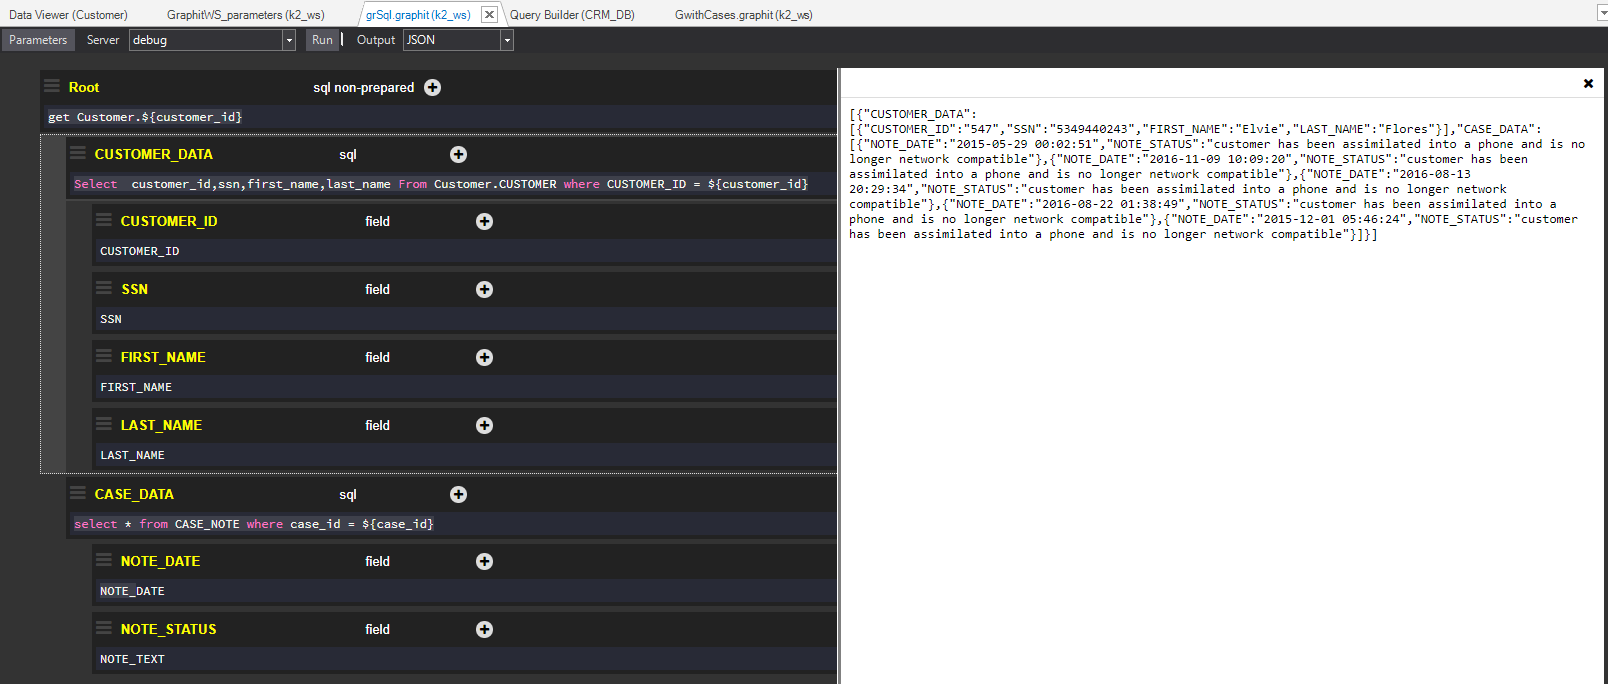 Data Viewer (Customer) GraphitWS_parameters (k2_ws) grSql.graphit (k2_ws) Query Builder (CRM_DB) GwithCases.graphit (k2_ws)
Parameters Server debug Run Output JSON
Root sql non-prepared
get Customer.${customer_id}
CUSTOMER_DATA sql
Select  customer_id,ssn,first_name,last_name From Customer.CUSTOMER where CUSTOMER_ID = ${customer_id}
CUSTOMER_ID field
CUSTOMER_ID
SSN field
SSN
FIRST_NAME field
FIRST_NAME
LAST_NAME field
LAST_NAME
CASE_DATA sql
select * from CASE_NOTE where case_id = ${case_id}
NOTE_DATE field
NOTE_DATE
NOTE_STATUS field
NOTE_TEXT
[{"CUSTOMER_DATA":
[{"CUSTOMER_ID":"547","SSN":"5349440243","FIRST_NAME":"Elvie","LAST_NAME":"Flores"}],"CASE_DATA":
[{"NOTE_DATE":"2015-05-29 00:02:51","NOTE_STATUS":"customer has been assimilated into a phone and is no
longer network compatible"},{"NOTE_DATE":"2016-11-09 10:09:20","NOTE_STATUS":"customer has been
assimilated into a phone and is no longer network compatible"},{"NOTE_DATE":"2016-08-13
20:29:34","NOTE_STATUS":"customer has been assimilated into a phone and is no longer network
compatible"},{"NOTE_DATE":"2016-08-22 01:38:49","NOTE_STATUS":"customer has been assimilated into a
phone and is no longer network compatible"},{"NOTE_DATE":"2015-12-01 05:46:24","NOTE_STATUS":"customer
has been assimilated into a phone and is no longer network compatible"}]}]